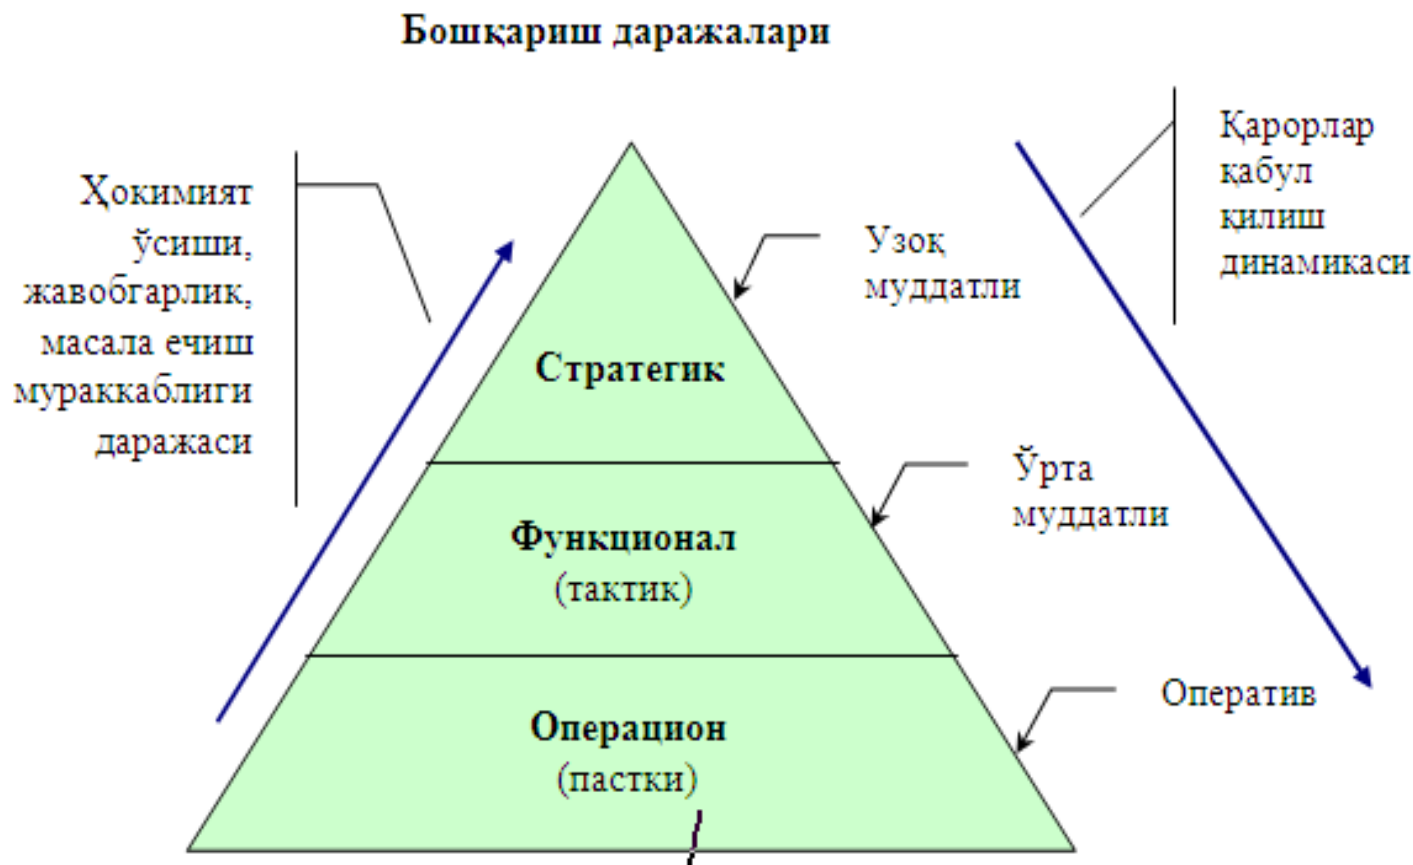 Бошқариш даражалари
Ҳокимият
ўсиши,
жавобгарлик,
масала ечиш
мураккаблиги
даражаси
Стратегик
Функционал
(тактик)
Операцион
(пастки)
Узоқ
муддатли
Ўрта
муддатли
Оператив
Қарорлар
қабул
қилиш
динамикаси